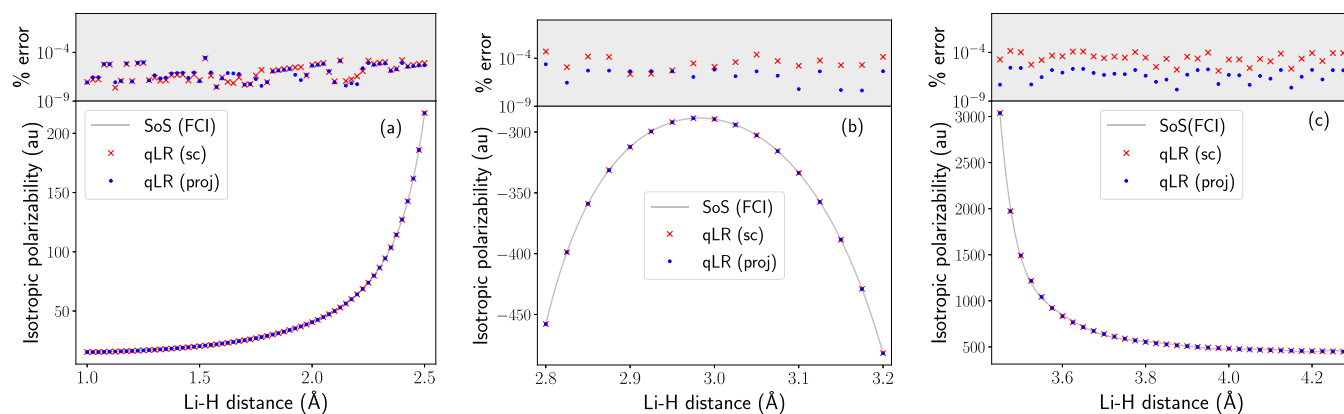 % error
10⁻⁴
10⁻⁹
Isotropic polarizability (au)
200
150
100
50
SoS (FCI)
qLR (sc)
qLR (proj)
(a)
1.0 1.5 2.0 2.5
Li-H distance (Å)
% error
10⁻⁴
10⁻⁹
Isotropic polarizability (au)
−300
−350
−400
−450
(b)
SoS (FCI)
qLR (sc)
qLR (proj)
2.8 2.9 3.0 3.1 3.2
Li-H distance (Å)
% error
10⁻⁴
10⁻⁹
Isotropic polarizability (au)
3000
2500
2000
1500
1000
500
SoS(FCI)
qLR (sc)
qLR (proj)
(c)
3.6 3.8 4.0 4.2
Li-H distance (Å)